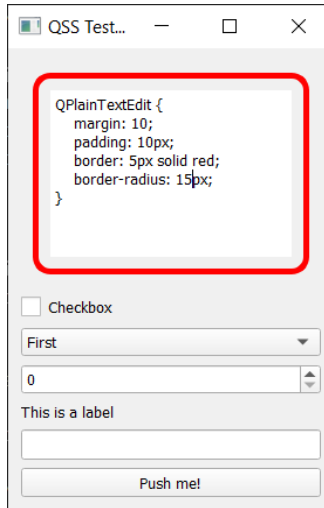 QSS Test...
QPlainTextEdit {
    margin: 10;
    padding: 10px;
    border: 5px solid red;
    border-radius: 15px;
}
Checkbox
First
0
This is a label
Push me!